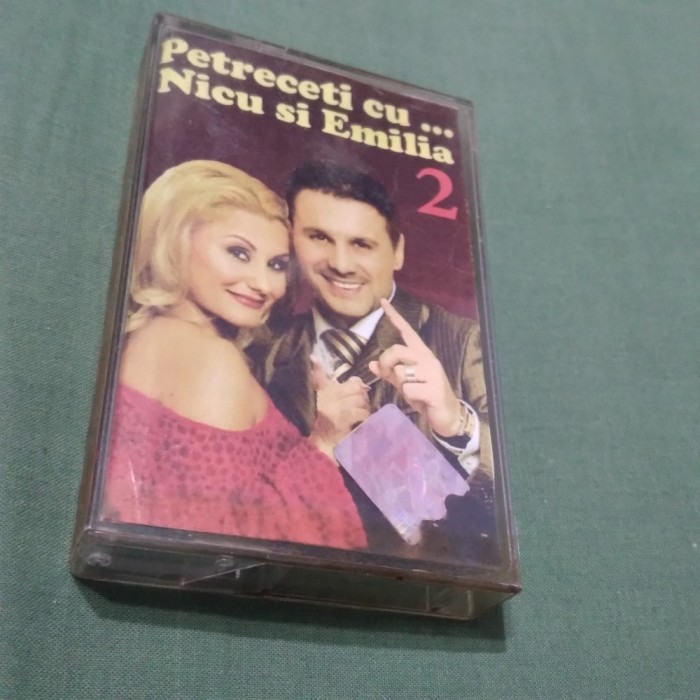 Petreceti cu ...
Nicu si Emilia
2